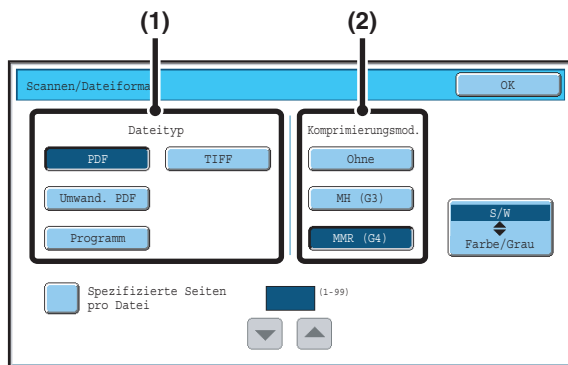 (1) (2)
Scannen/Dateiforma
OK
Dateityp
Komprimierungsmod.
PDF
TIFF
Ohne
Umwand. PDF
MH (G3)
S/W
Programm
MMR (G4)
Farbe/Grau
Spezifizierte Seiten
pro Datei
(1-99)